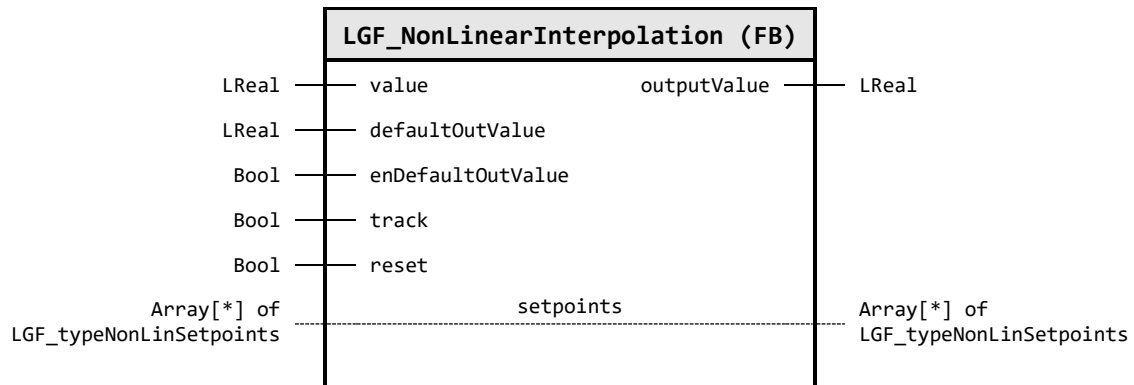 LGF_NonLinearInterpolation (FB)
LReal value outputValue LReal
LReal defaultOutValue
Bool enDefaultOutValue
Bool track
Bool reset
Array[*] of setpoints Array[*] of
LGF_typeNonLinSetpoints LGF_typeNonLinSetpoints